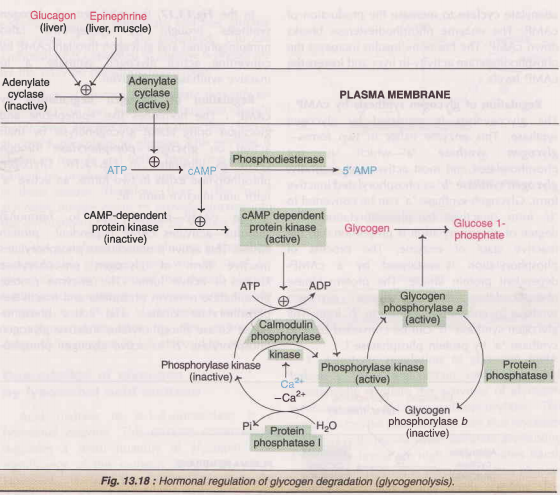 Glucagon
(liver)
Epinephrine
(liver, muscle)
Adenylate
cyclase
(inactive)
Adenylate
cyclase
(active)
PLASMA MEMBRANE
ATP
cAMP
Phosphodiesterase
5' AMP
cAMP-dependent
protein kinase
(inactive)
cAMP dependent
protein kinase
(active)
Glycogen
Glucose 1-
phosphate
ATP
ADP
Calmodulin
phosphorylase
kinase
Ca2+
–Ca2+
Phosphorylase kinase
(inactive)
Phosphorylase kinase
(active)
Glycogen
phosphorylase a
(active)
Protein
phosphatase I
Glycogen
phosphorylase b
(inactive)
Pi
H2O
Protein
phosphatase I
Fig. 13.18 : Hormonal regulation of glycogen degradation (glycogenolysis).